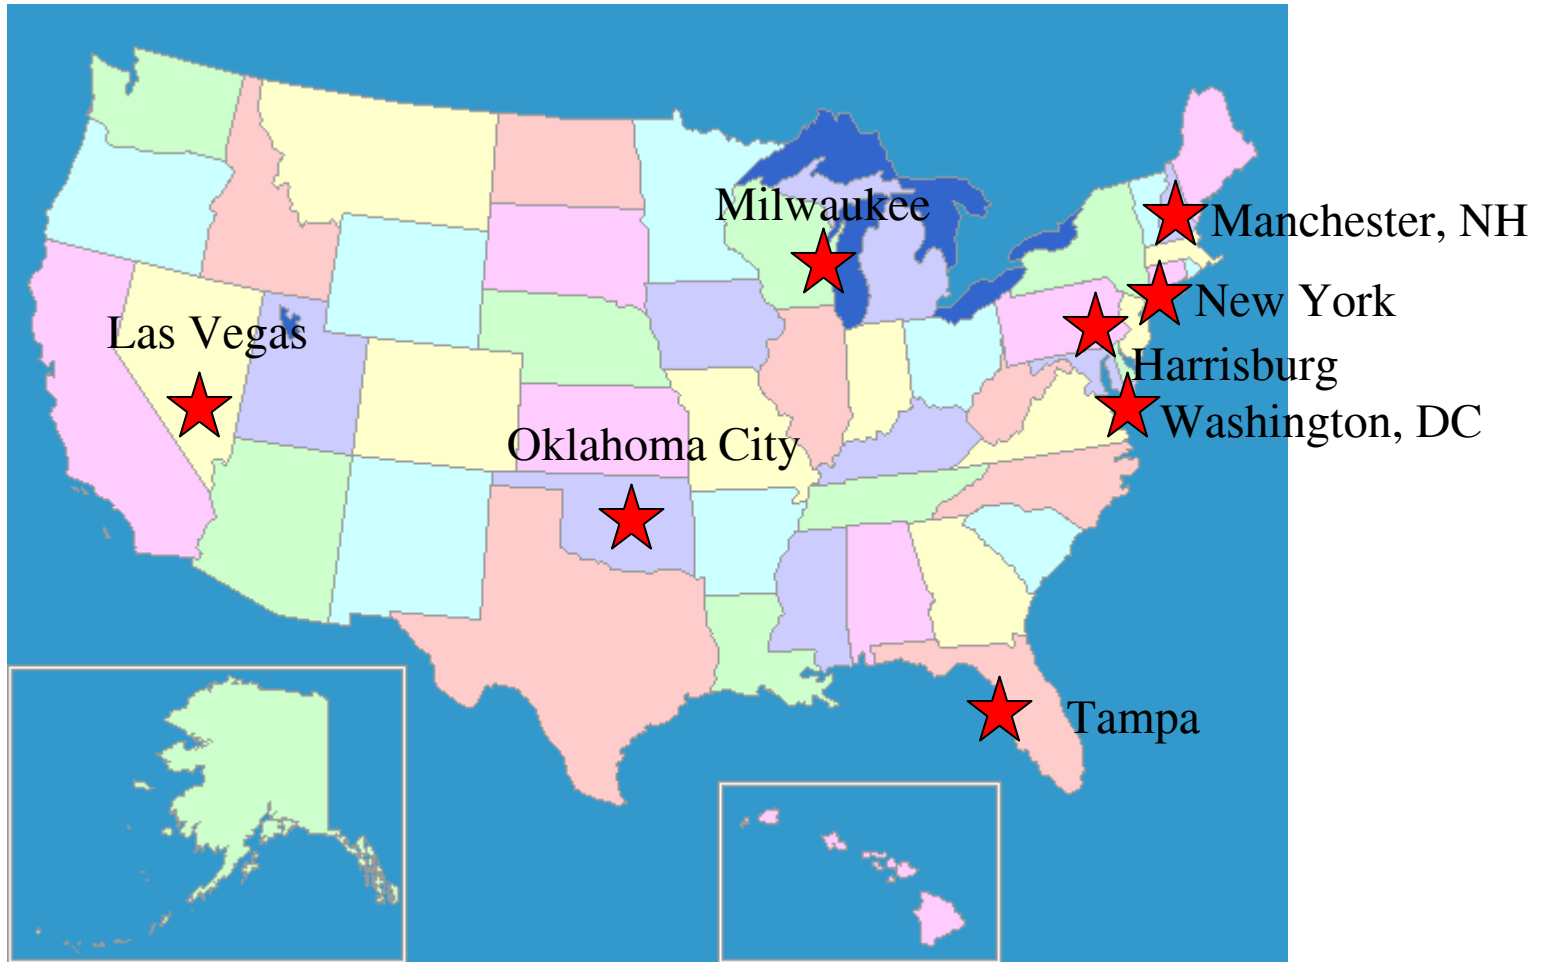 Milwaukee
Manchester, NH
New York
Las Vegas
Harrisburg
Washington, DC
Oklahoma City
Tampa